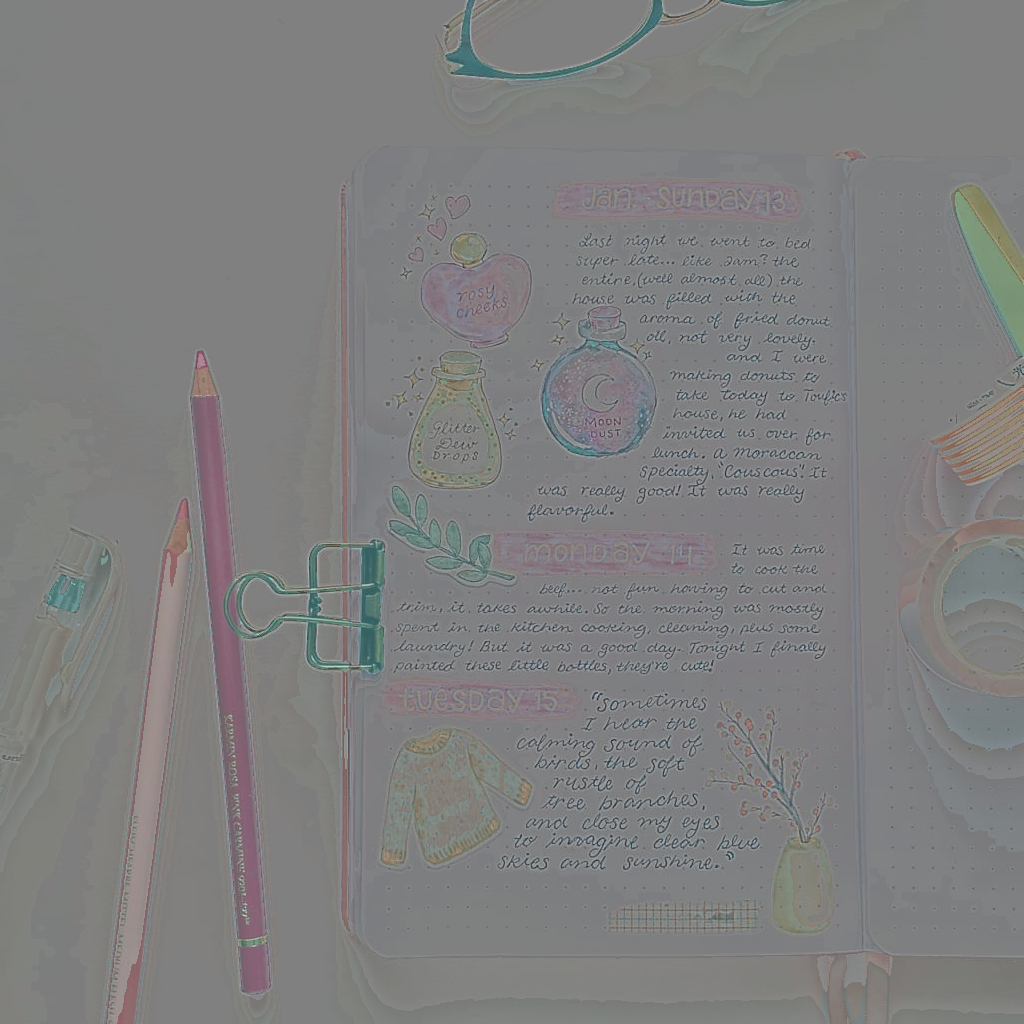 Jan. Sunday 13
Last night we went to bed
super late... like 2am? the
entire, (well almost all) the
house was filled with the
aroma of fried donut
oil, not very lovely.
and I were
making donuts to
take today to Toufics
house, he had
invited us over for
lunch. A Moraccan
specialty, "Couscous". It
was really good! It was really
flavorful.
rosy
cheeks
Moon
Dust
Glitter
Dew
Drops
Monday 14
It was time
to cook the
beef... not fun having to cut and
trim, it takes awhile. So the morning was mostly
spent in the kitchen cooking, cleaning, plus some
laundry! But it was a good day. Tonight I finally
painted these little bottles, they're cute!
Tuesday 15
"Sometimes
I hear the
calming sound of
birds, the soft
rustle of
tree branches,
and close my eyes
to imagine clear blue
skies and sunshine."